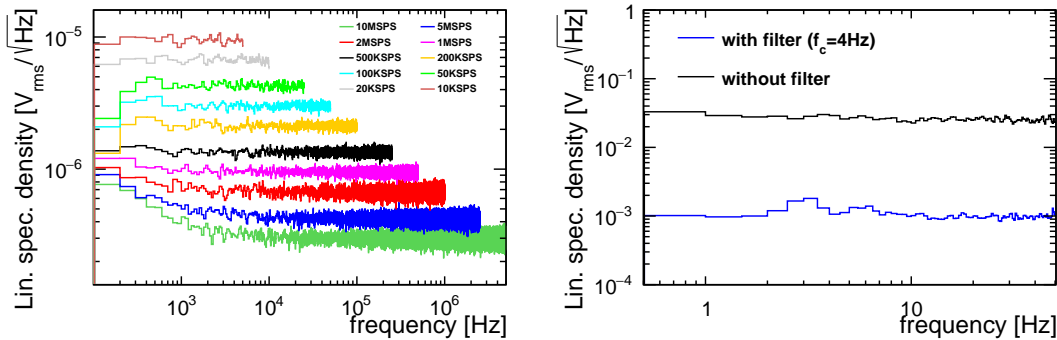 Lin. spec. density [V_rms/√Hz]
10^-5
10^-6
10MSPS 5MSPS
2MSPS 1MSPS
500KSPS 200KSPS
100KSPS 50KSPS
20KSPS 10KSPS
10^3 10^4 10^5 10^6
frequency [Hz]
Lin. spec. density [V_rms/√Hz]
1
10^-1
10^-2
10^-3
10^-4
with filter (f_c=4Hz)
without filter
1 10
frequency [Hz]